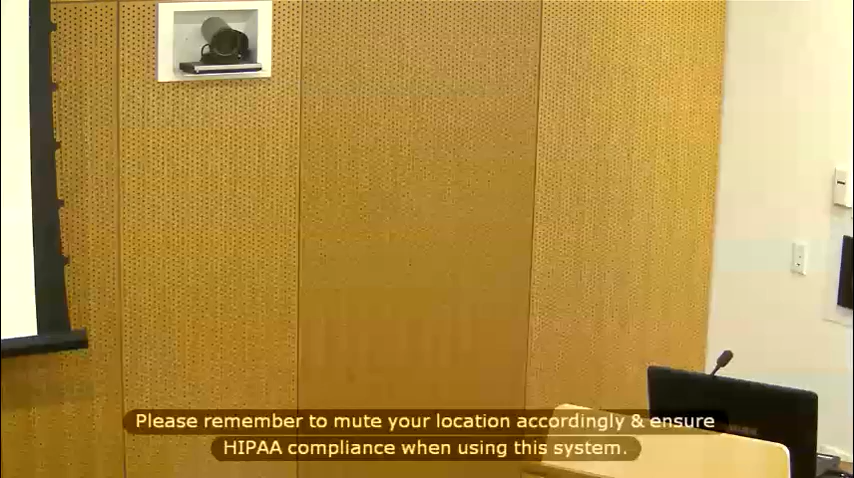 Please remember to mute your location accordingly & ensure
HIPAA compliance when using this system.